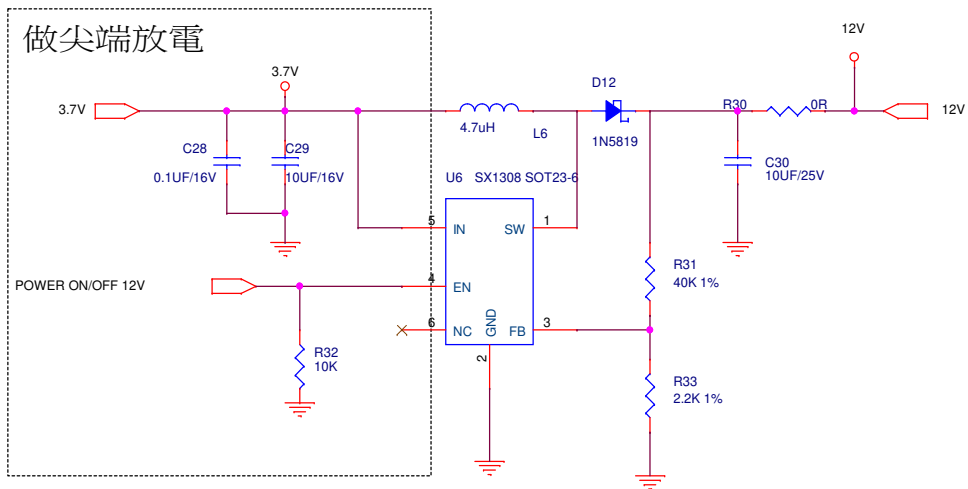 做尖端放電
12V
3.7V
D12
3.7V
R30
0R
12V
4.7uH
L6
1N5819
C28
C29
0.1UF/16V
10UF/16V
C30
10UF/25V
U6
SX1308 SOT23-6
5
IN
SW
1
R31
40K 1%
POWER ON/OFF 12V
4
EN
6
NC
GND
FB
3
2
R32
10K
R33
2.2K 1%